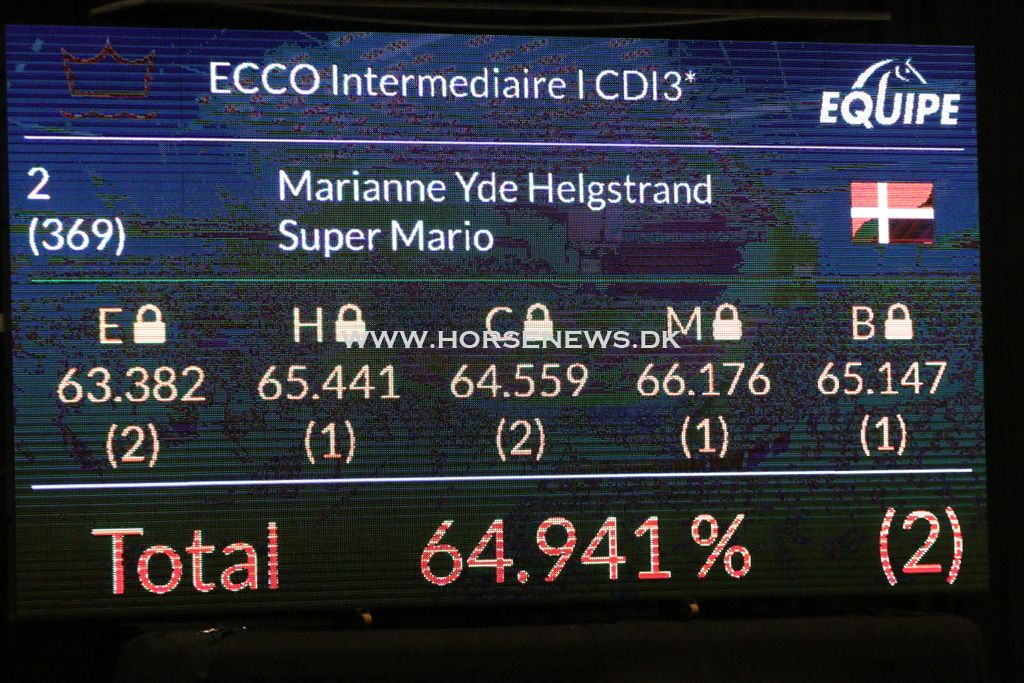 ECCO Intermediaire I CDI3*
EQUIPE
2 Marianne Yde Helgstrand
(369) Super Mario
E H C M B
WWW.HORSENEWS.DK
63.382 65.441 64.559 66.176 65.147
(2) (1) (2) (1) (1)
Total 64.941 % (2)